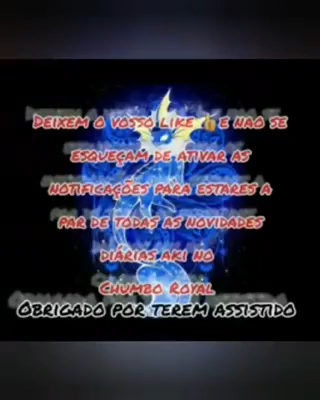 Deixem o vosso like 👍 e nao se
esqueçam de ativar as
notificações para estares a
par de todas as novidades
diárias aki no
Chumbo Royal
Obrigado por terem assistido